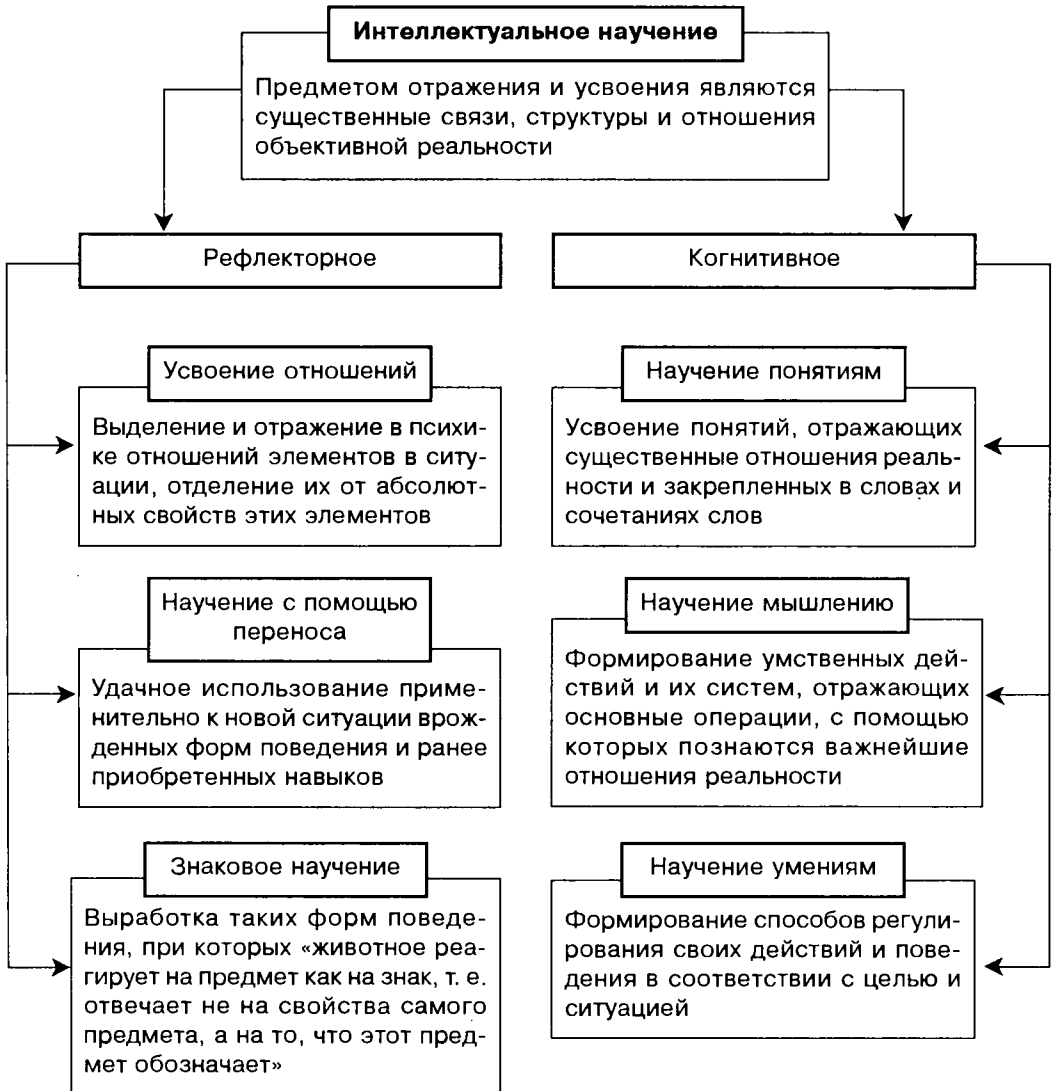 Интеллектуальное научение
Предметом отражения и усвоения являются
существенные связи, структуры и отношения
объективной реальности
Рефлекторное
Когнитивное
Усвоение отношений
Выделение и отражение в психи-
ке отношений элементов в ситу-
ации, отделение их от абсолют-
ных свойств этих элементов
Научение понятиям
Усвоение понятий, отражающих
существенные отношения реаль-
ности и закрепленных в словах и
сочетаниях слов
Научение с помощью
переноса
Удачное использование приме-
нительно к новой ситуации врож-
денных форм поведения и ранее
приобретенных навыков
Научение мышлению
Формирование умственных дей-
ствий и их систем, отражающих
основные операции, с помощью
которых познаются важнейшие
отношения реальности
Знаковое научение
Выработка таких форм поведе-
ния, при которых «животное реа-
гирует на предмет как на знак, т. е.
отвечает не на свойства самого
предмета, а на то, что этот пред-
мет обозначает»
Научение умениям
Формирование способов регули-
рования своих действий и пове-
дения в соответствии с целью и
ситуацией